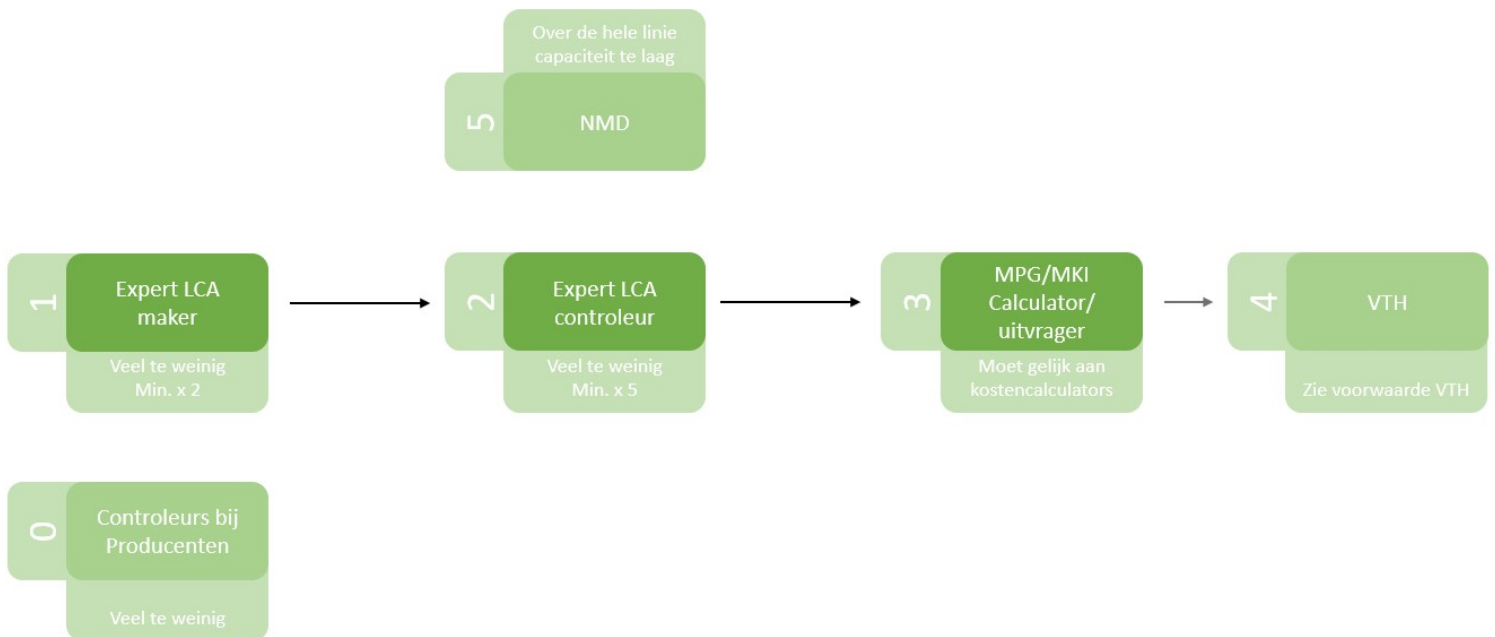 Over de hele linie
capaciteit te laag
5
NMD
1
Expert LCA
maker
Veel te weinig
Min. x 2
2
Expert LCA
controleur
Veel te weinig
Min. x 5
3
MPG/MKI
Calculator/
uitvrager
Moet gelijk aan
kostencalculators
4
VTH
Zie voorwaarde VTH
0
Controleurs bij
Producenten
Veel te weinig